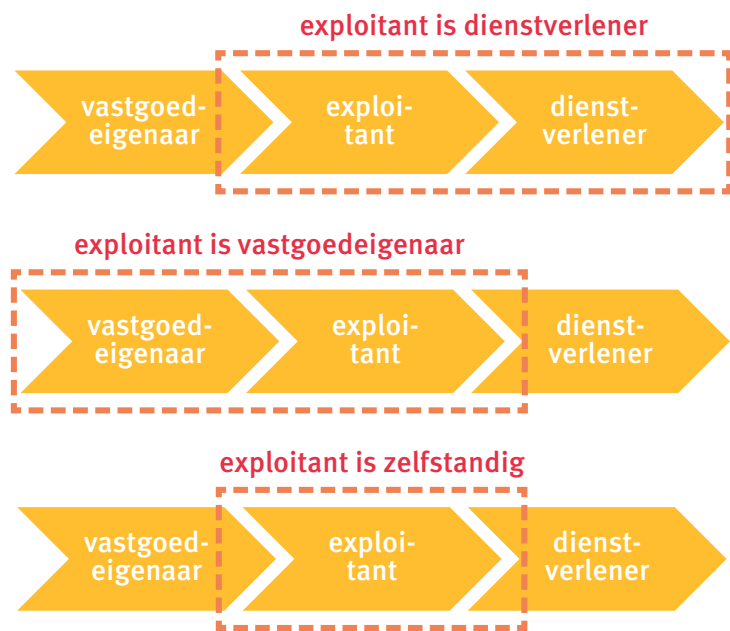 exploitant is dienstverlener
vastgoed-
eigenaar
exploi-
tant
dienst-
verlener
exploitant is vastgoedeigenaar
vastgoed-
eigenaar
exploi-
tant
dienst-
verlener
exploitant is zelfstandig
vastgoed-
eigenaar
exploi-
tant
dienst-
verlener